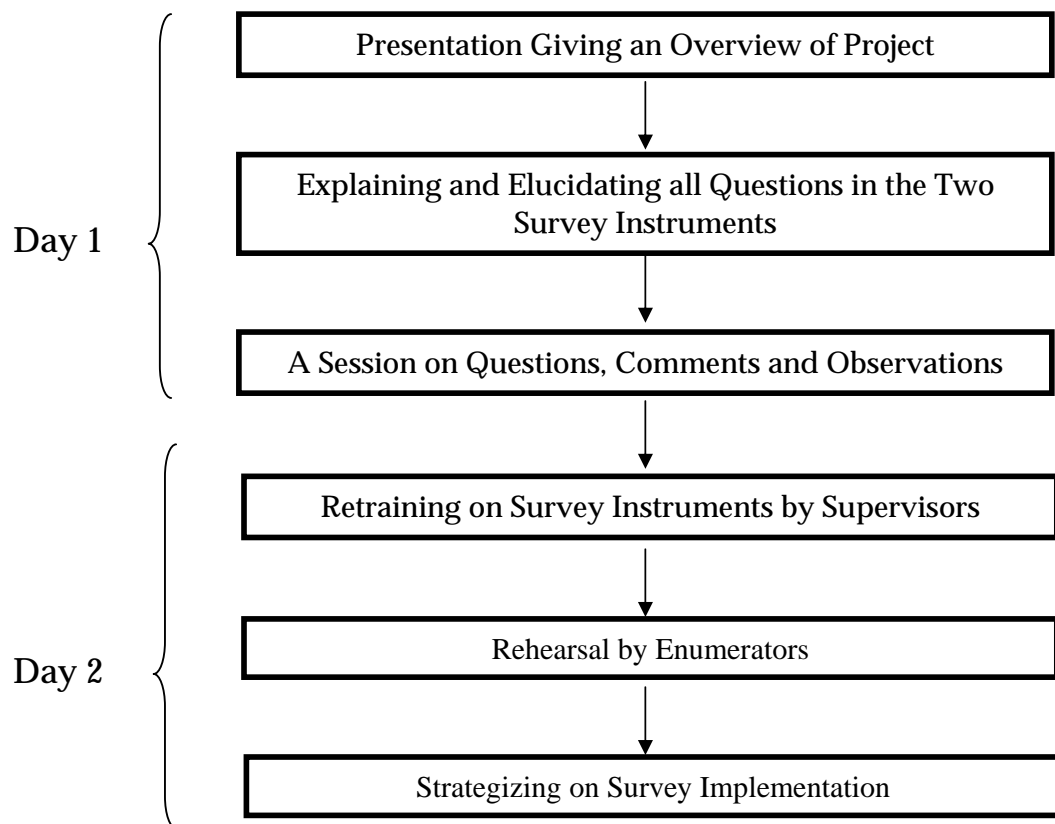 Presentation Giving an Overview of Project
Explaining and Elucidating all Questions in the Two
Survey Instruments
Day 1
A Session on Questions, Comments and Observations
Retraining on Survey Instruments by Supervisors
Rehearsal by Enumerators
Day 2
Strategizing on Survey Implementation